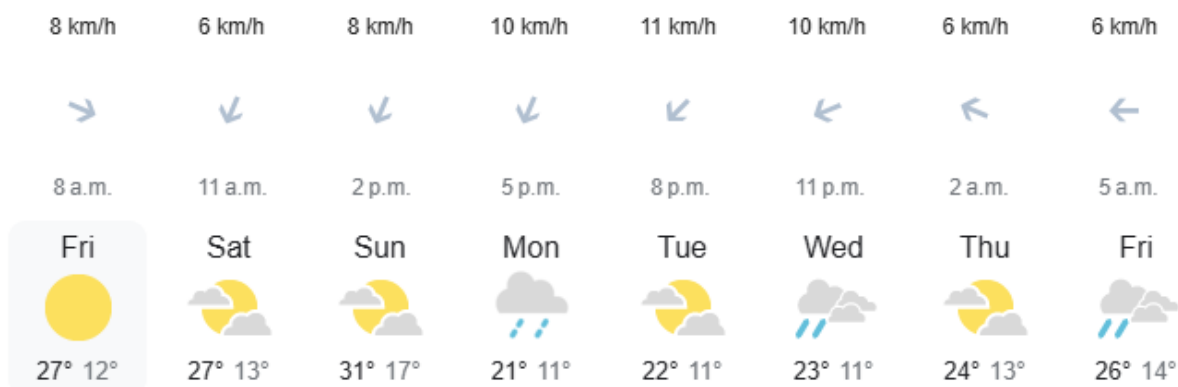 8 km/h 6 km/h 8 km/h 10 km/h 11 km/h 10 km/h 6 km/h 6 km/h
8 a.m. 11 a.m. 2 p.m. 5 p.m. 8 p.m. 11 p.m. 2 a.m. 5 a.m.
Fri Sat Sun Mon Tue Wed Thu Fri
27° 12° 27° 13° 31° 17° 21° 11° 22° 11° 23° 11° 24° 13° 26° 14°